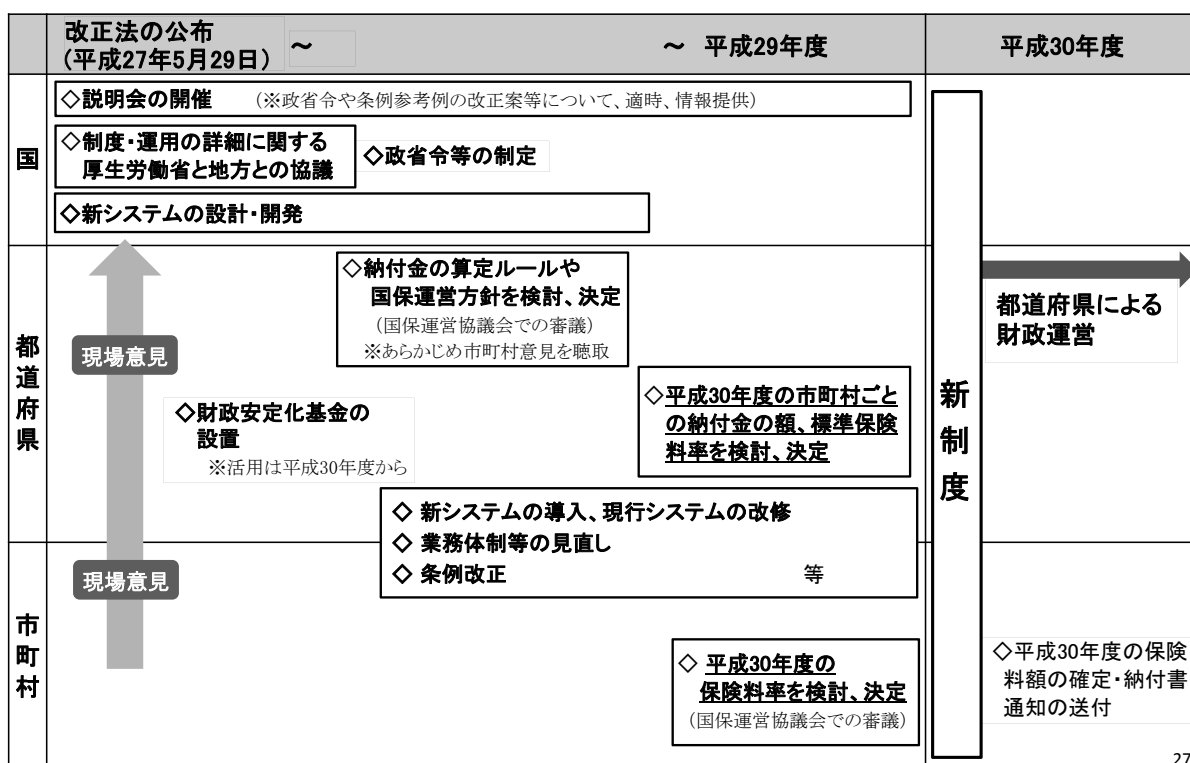 改正法の公布
(平成27年5月29日) ～
～ 平成29年度
平成30年度
国
◇説明会の開催 (※政省令や条例参考例の改正案等について、適時、情報提供)
◇制度・運用の詳細に関する
厚生労働省と地方との協議
◇政省令等の制定
◇新システムの設計・開発
都道府県
現場意見
◇納付金の算定ルールや
国保運営方針を検討、決定
(国保運営協議会での審議)
※あらかじめ市町村意見を聴取
◇財政安定化基金の
設置
※活用は平成30年度から
◇平成30年度の市町村ごと
の納付金の額、標準保険
料率を検討、決定
◇ 新システムの導入、現行システムの改修
◇ 業務体制等の見直し
◇ 条例改正 等
新制度
都道府県による
財政運営
市町村
現場意見
◇ 平成30年度の
保険料率を検討、決定
(国保運営協議会での審議)
◇平成30年度の保険
料額の確定・納付書
通知の送付
27